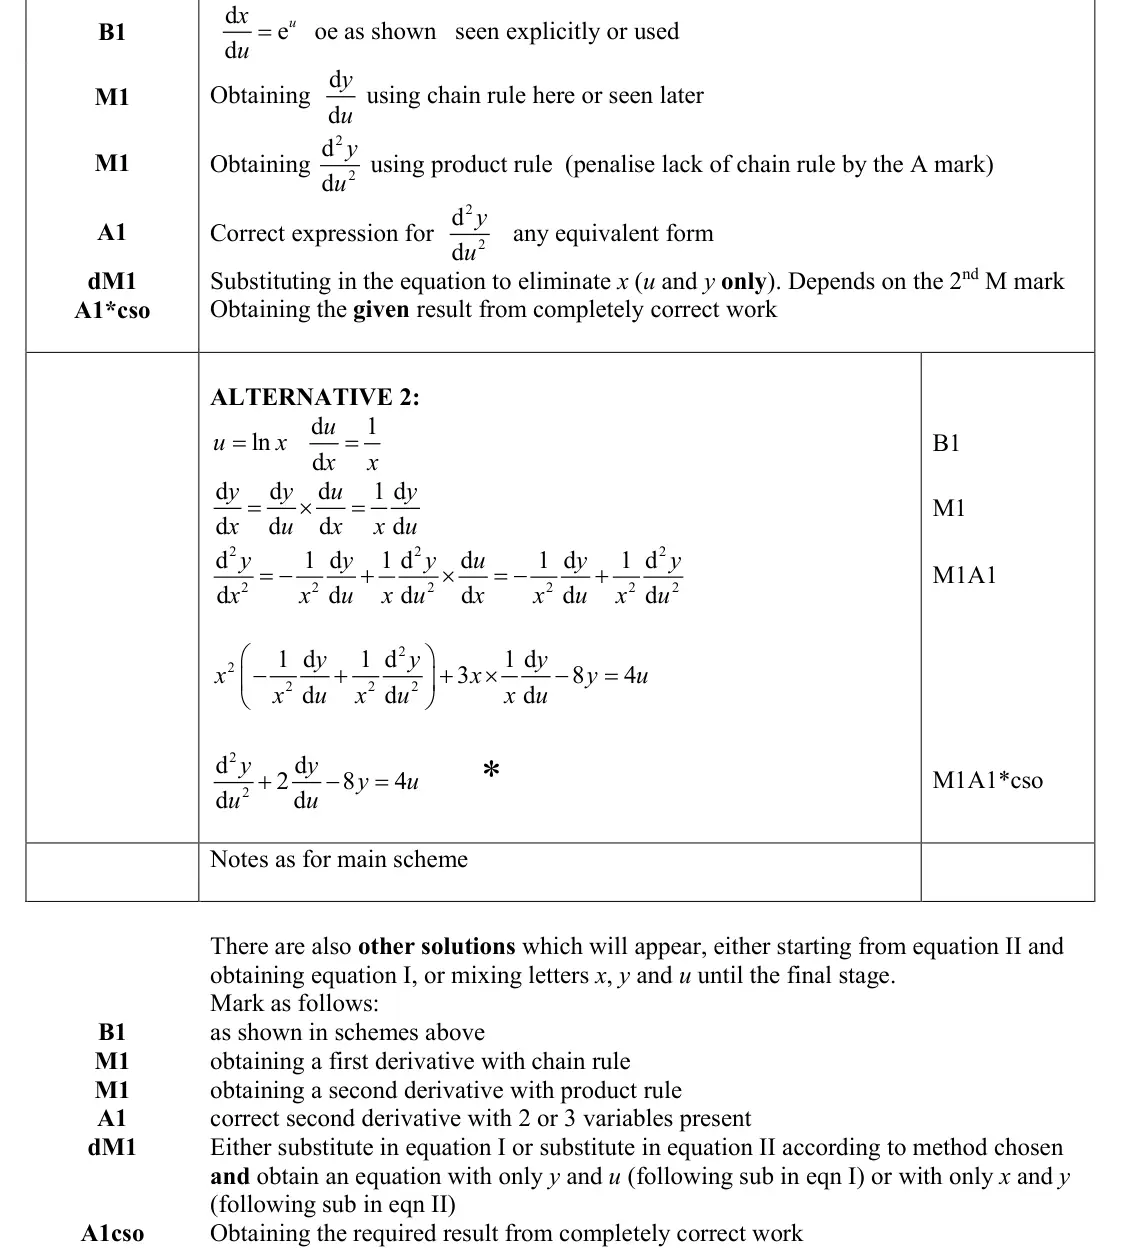 B1 dx/du = e^u oe as shown seen explicitly or used
M1 Obtaining dy/du using chain rule here or seen later
M1 Obtaining d²y/du² using product rule (penalise lack of chain rule by the A mark)
A1 Correct expression for d²y/du² any equivalent form
dM1 Substituting in the equation to eliminate x (u and y only). Depends on the 2nd M mark
A1*cso Obtaining the given result from completely correct work
ALTERNATIVE 2:
u = ln x du/dx = 1/x B1
dy/dx = dy/du × du/dx = 1/x dy/du M1
d²y/dx² = −1/x² dy/du + 1/x d²y/du² × du/dx = −1/x² dy/du + 1/x² d²y/du² M1A1
x²(−1/x² dy/du + 1/x² d²y/du²) + 3x × 1/x dy/du − 8y = 4u
d²y/du² + 2 dy/du − 8y = 4u * M1A1*cso
Notes as for main scheme
There are also other solutions which will appear, either starting from equation II and
obtaining equation I, or mixing letters x, y and u until the final stage.
Mark as follows:
B1 as shown in schemes above
M1 obtaining a first derivative with chain rule
M1 obtaining a second derivative with product rule
A1 correct second derivative with 2 or 3 variables present
dM1 Either substitute in equation I or substitute in equation II according to method chosen
and obtain an equation with only y and u (following sub in eqn I) or with only x and y
(following sub in eqn II)
A1cso Obtaining the required result from completely correct work